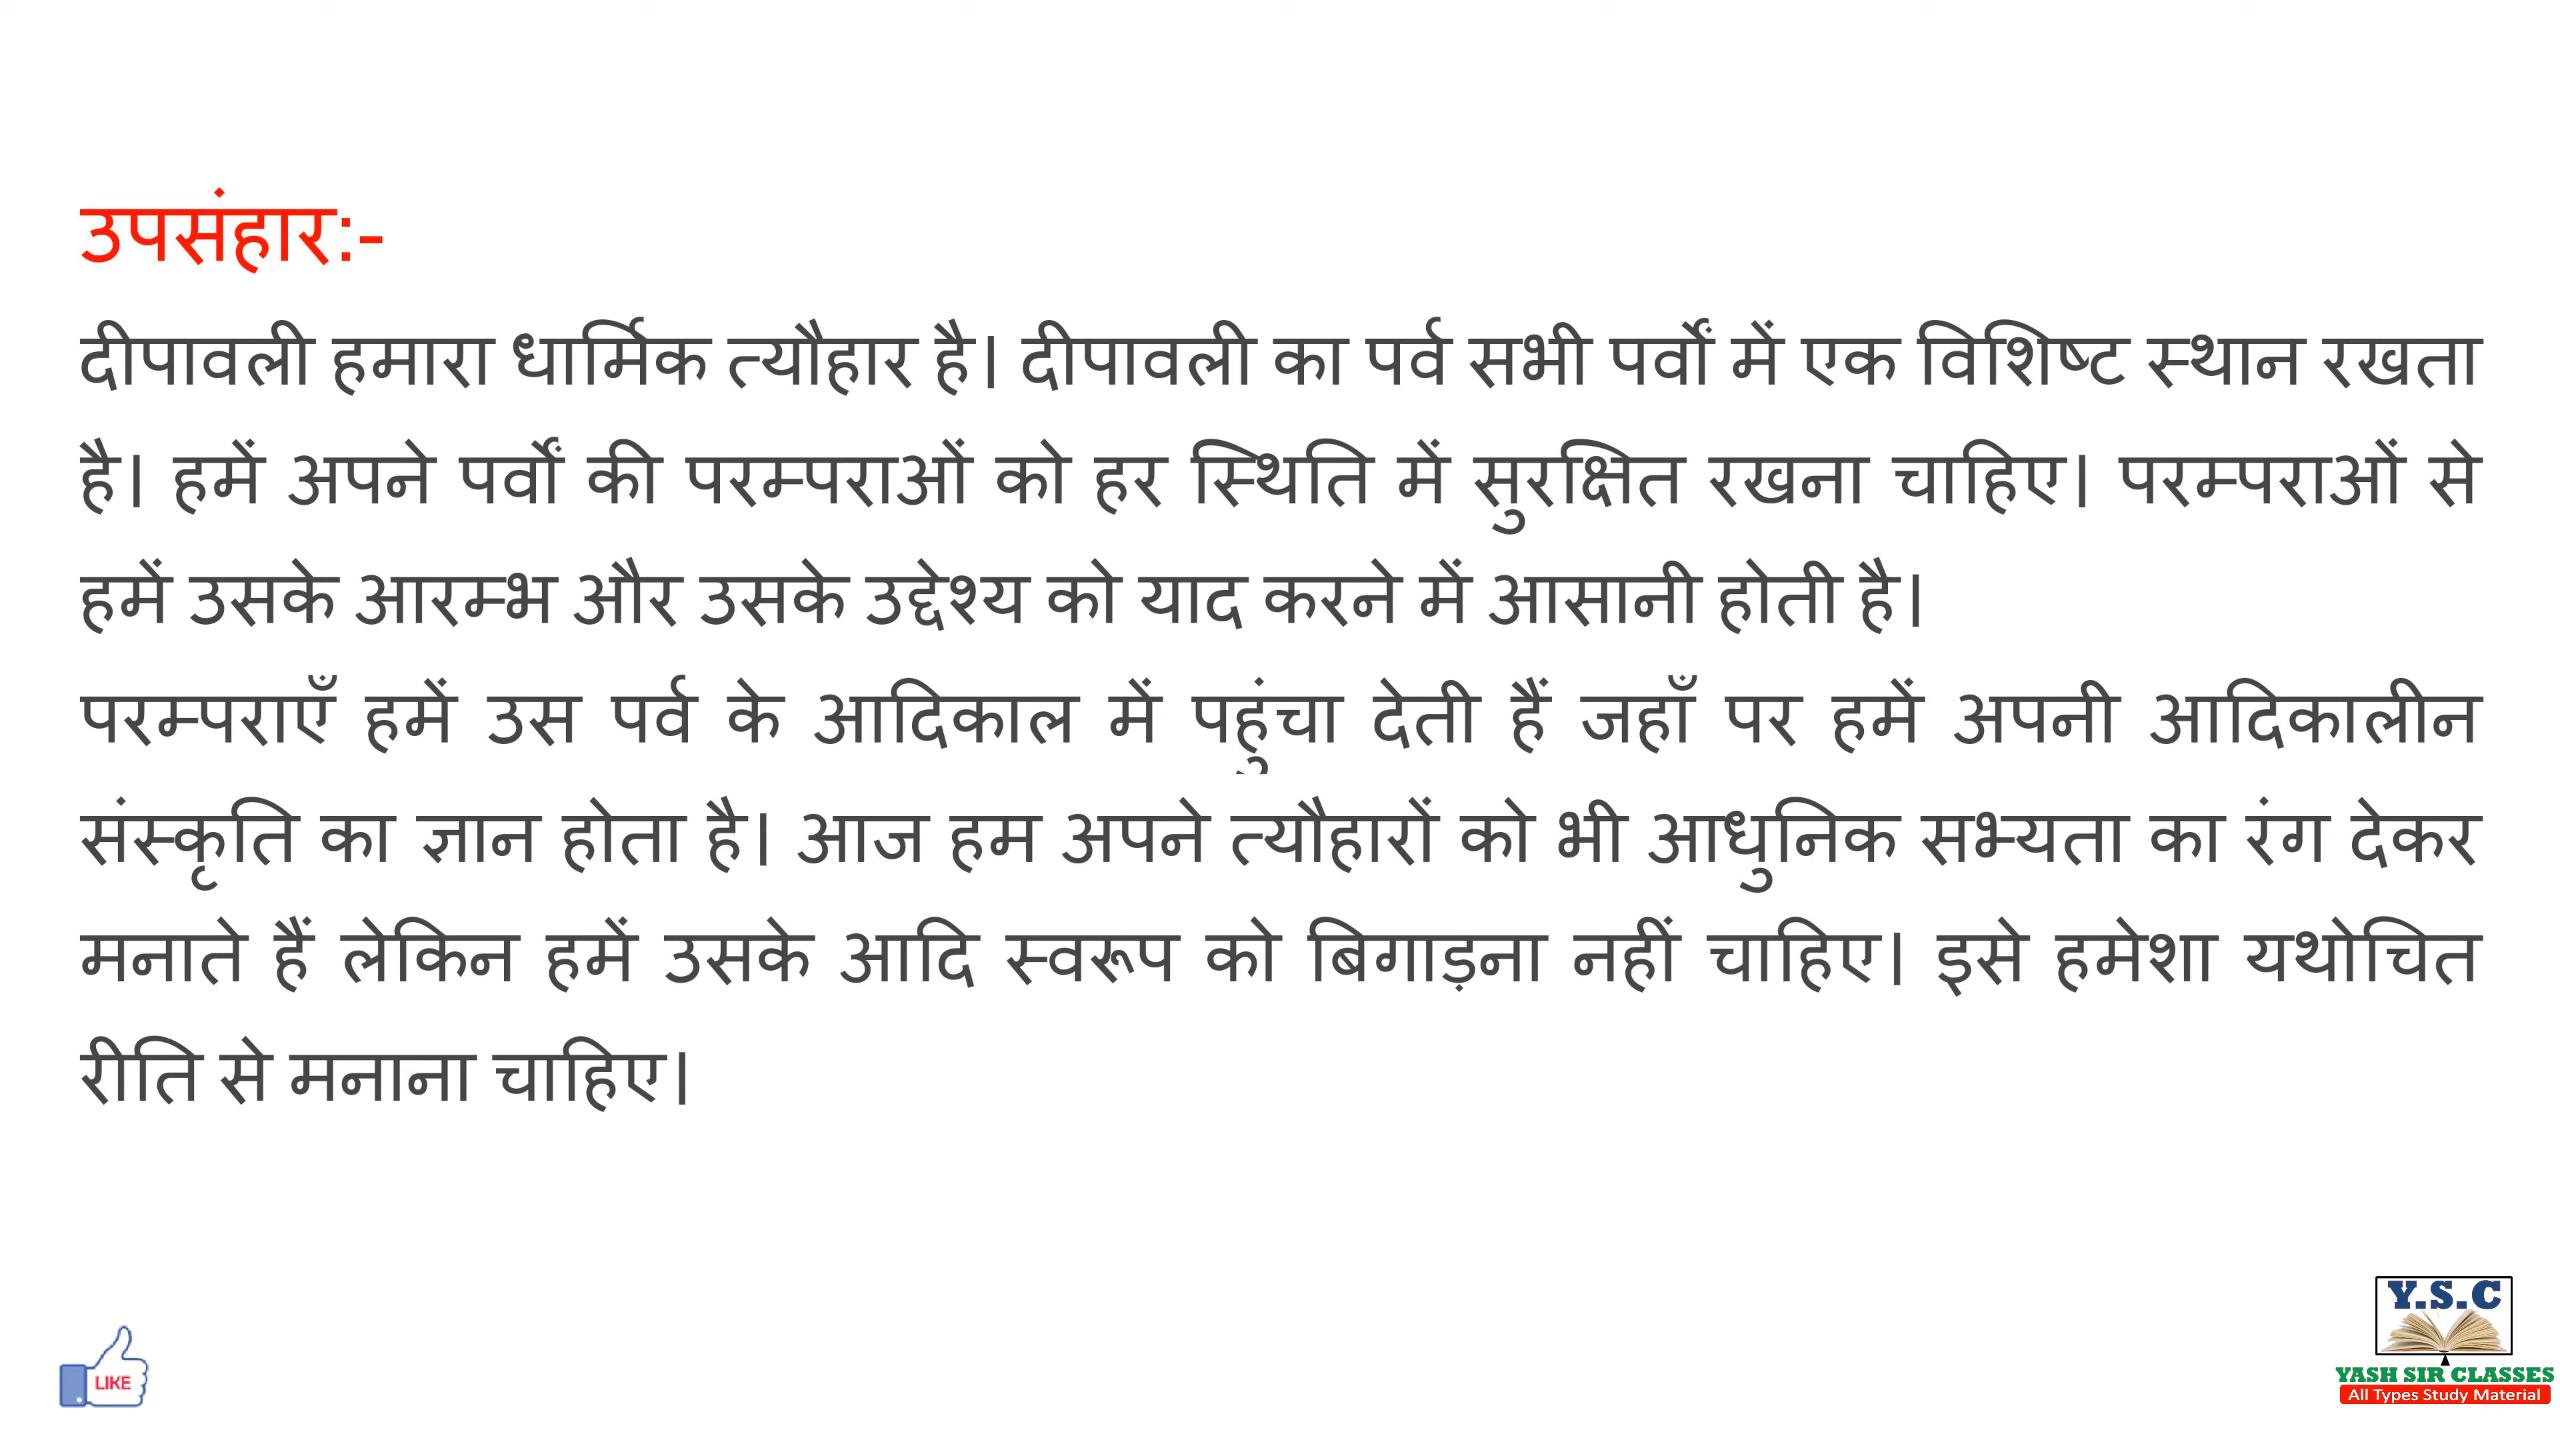 उपसंहार:-
दीपावली हमारा धार्मिक त्यौहार है। दीपावली का पर्व सभी पर्वों में एक विशिष्ट स्थान रखता
है। हमें अपने पर्वों की परम्पराओं को हर स्थिति में सुरक्षित रखना चाहिए। परम्पराओं से
हमें उसके आरम्भ और उसके उद्देश्य को याद करने में आसानी होती है।
परम्पराएँ हमें उस पर्व के आदिकाल में पहुंचा देती हैं जहाँ पर हमें अपनी आदिकालीन
संस्कृति का ज्ञान होता है। आज हम अपने त्यौहारों को भी आधुनिक सभ्यता का रंग देकर
मनाते हैं लेकिन हमें उसके आदि स्वरूप को बिगाड़ना नहीं चाहिए। इसे हमेशा यथोचित
रीति से मनाना चाहिए।
LIKE
Y.S.C
YASH SIR CLASSES
All Types Study Material